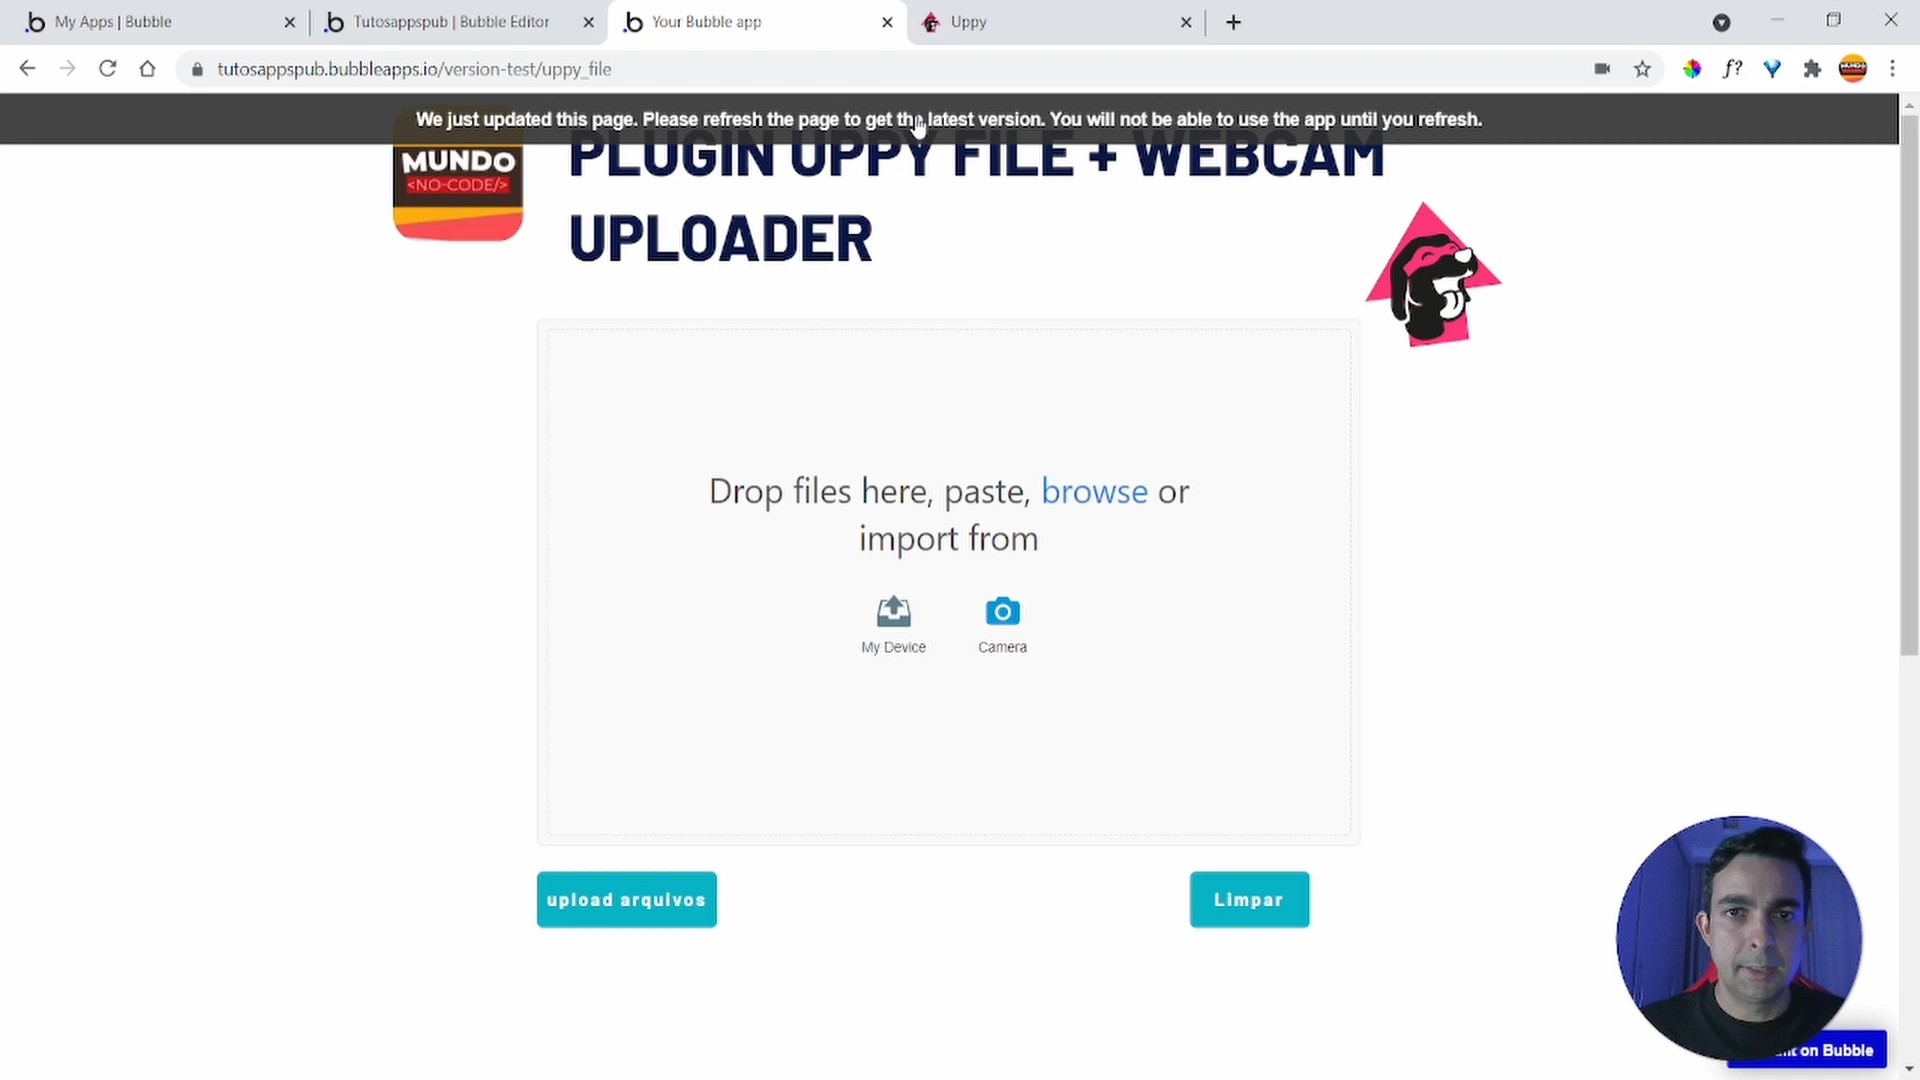 My Apps | Bubble
Tutosappspub | Bubble Editor
Your Bubble app
Uppy
tutosappspub.bubbleapps.io/version-test/uppy_file
f?
MUNDO
We just updated this page. Please refresh the page to get the latest version. You will not be able to use the app until you refresh.
MUNDO
<NO-CODE/>
PLUGIN UPPY FILE + WEBCAM
UPLOADER
Drop files here, paste, browse or
import from
My Device
Camera
upload arquivos
Limpar
on Bubble